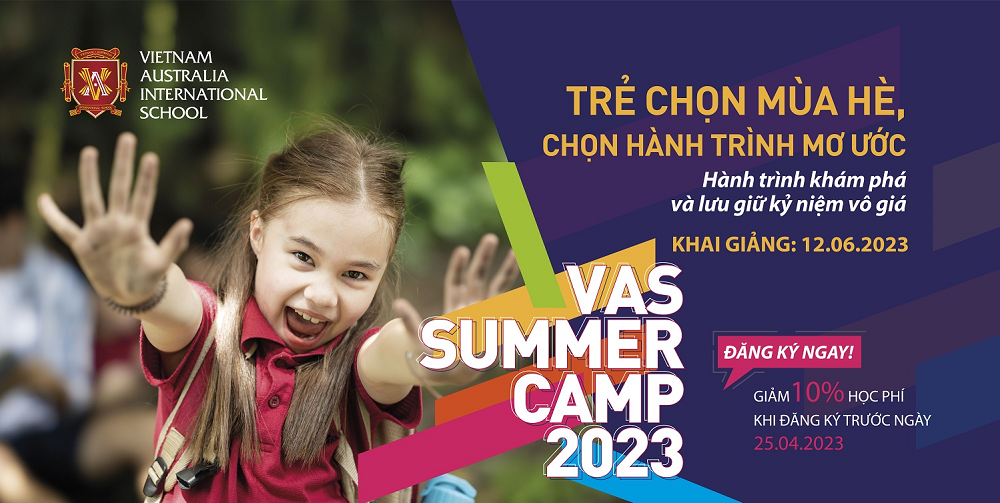 VIETNAM
AUSTRALIA
INTERNATIONAL
SCHOOL
TRẺ CHỌN MÙA HÈ,
CHỌN HÀNH TRÌNH MƠ ƯỚC
Hành trình khám phá
và lưu giữ kỷ niệm vô giá
KHAI GIẢNG: 12.06.2023
VAS
SUMMER
CAMP
2023
ĐĂNG KÝ NGAY!
GIẢM 10% HỌC PHÍ
KHI ĐĂNG KÝ TRƯỚC NGÀY
25.04.2023